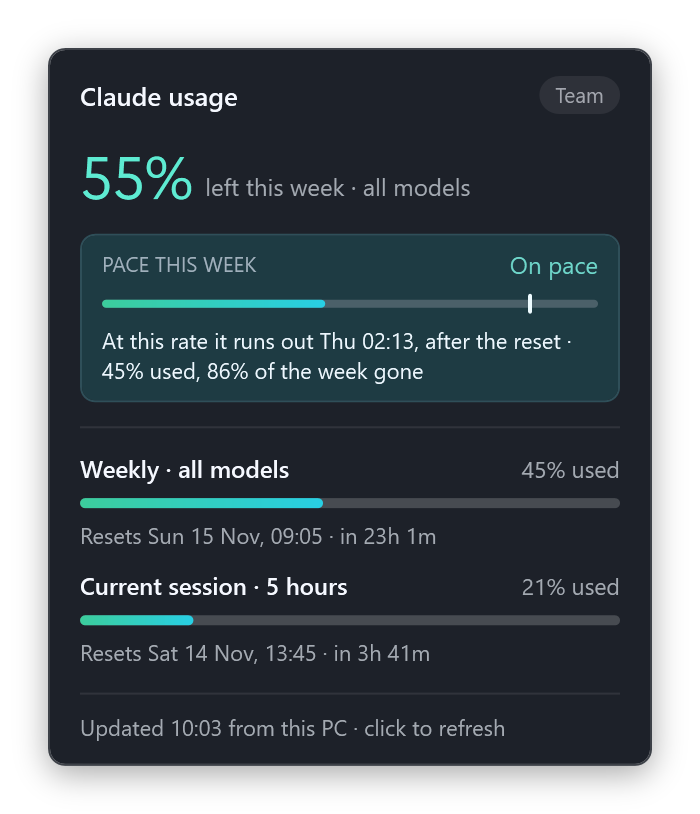 Claude usage
Team
55% left this week · all models
PACE THIS WEEK
On pace
At this rate it runs out Thu 02:13, after the reset ·
45% used, 86% of the week gone
Weekly · all models
45% used
Resets Sun 15 Nov, 09:05 · in 23h 1m
Current session · 5 hours
21% used
Resets Sat 14 Nov, 13:45 · in 3h 41m
Updated 10:03 from this PC · click to refresh